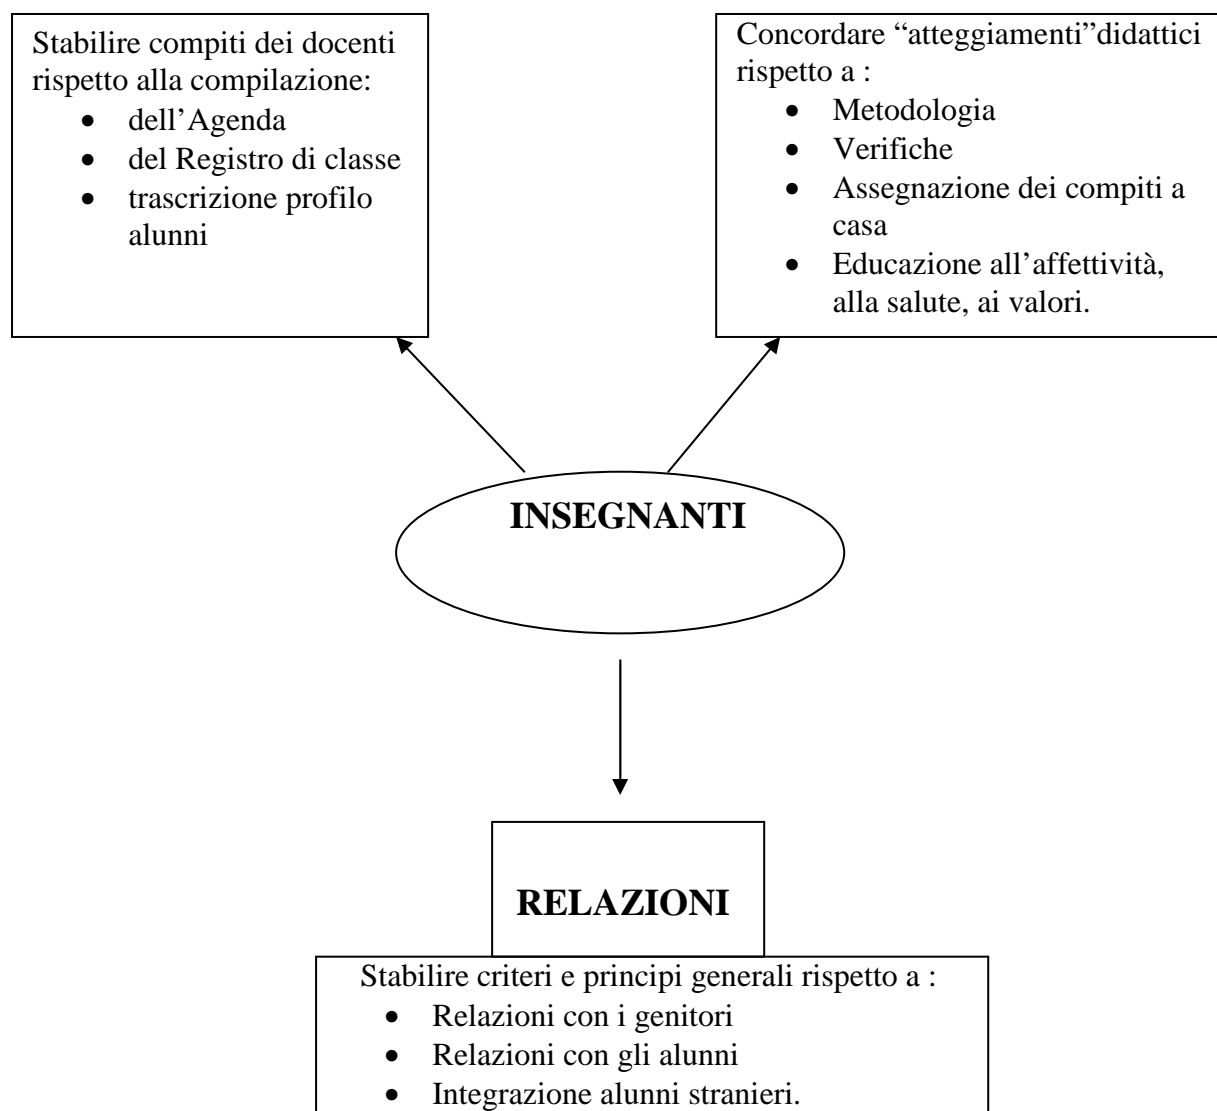 Stabilire compiti dei docenti
rispetto alla compilazione:
• dell’Agenda
• del Registro di classe
• trascrizione profilo
alunni
Concordare “atteggiamenti”didattici
rispetto a :
• Metodologia
• Verifiche
• Assegnazione dei compiti a
casa
• Educazione all’affettività,
alla salute, ai valori.
INSEGNANTI
RELAZIONI
Stabilire criteri e principi generali rispetto a :
• Relazioni con i genitori
• Relazioni con gli alunni
• Integrazione alunni stranieri.